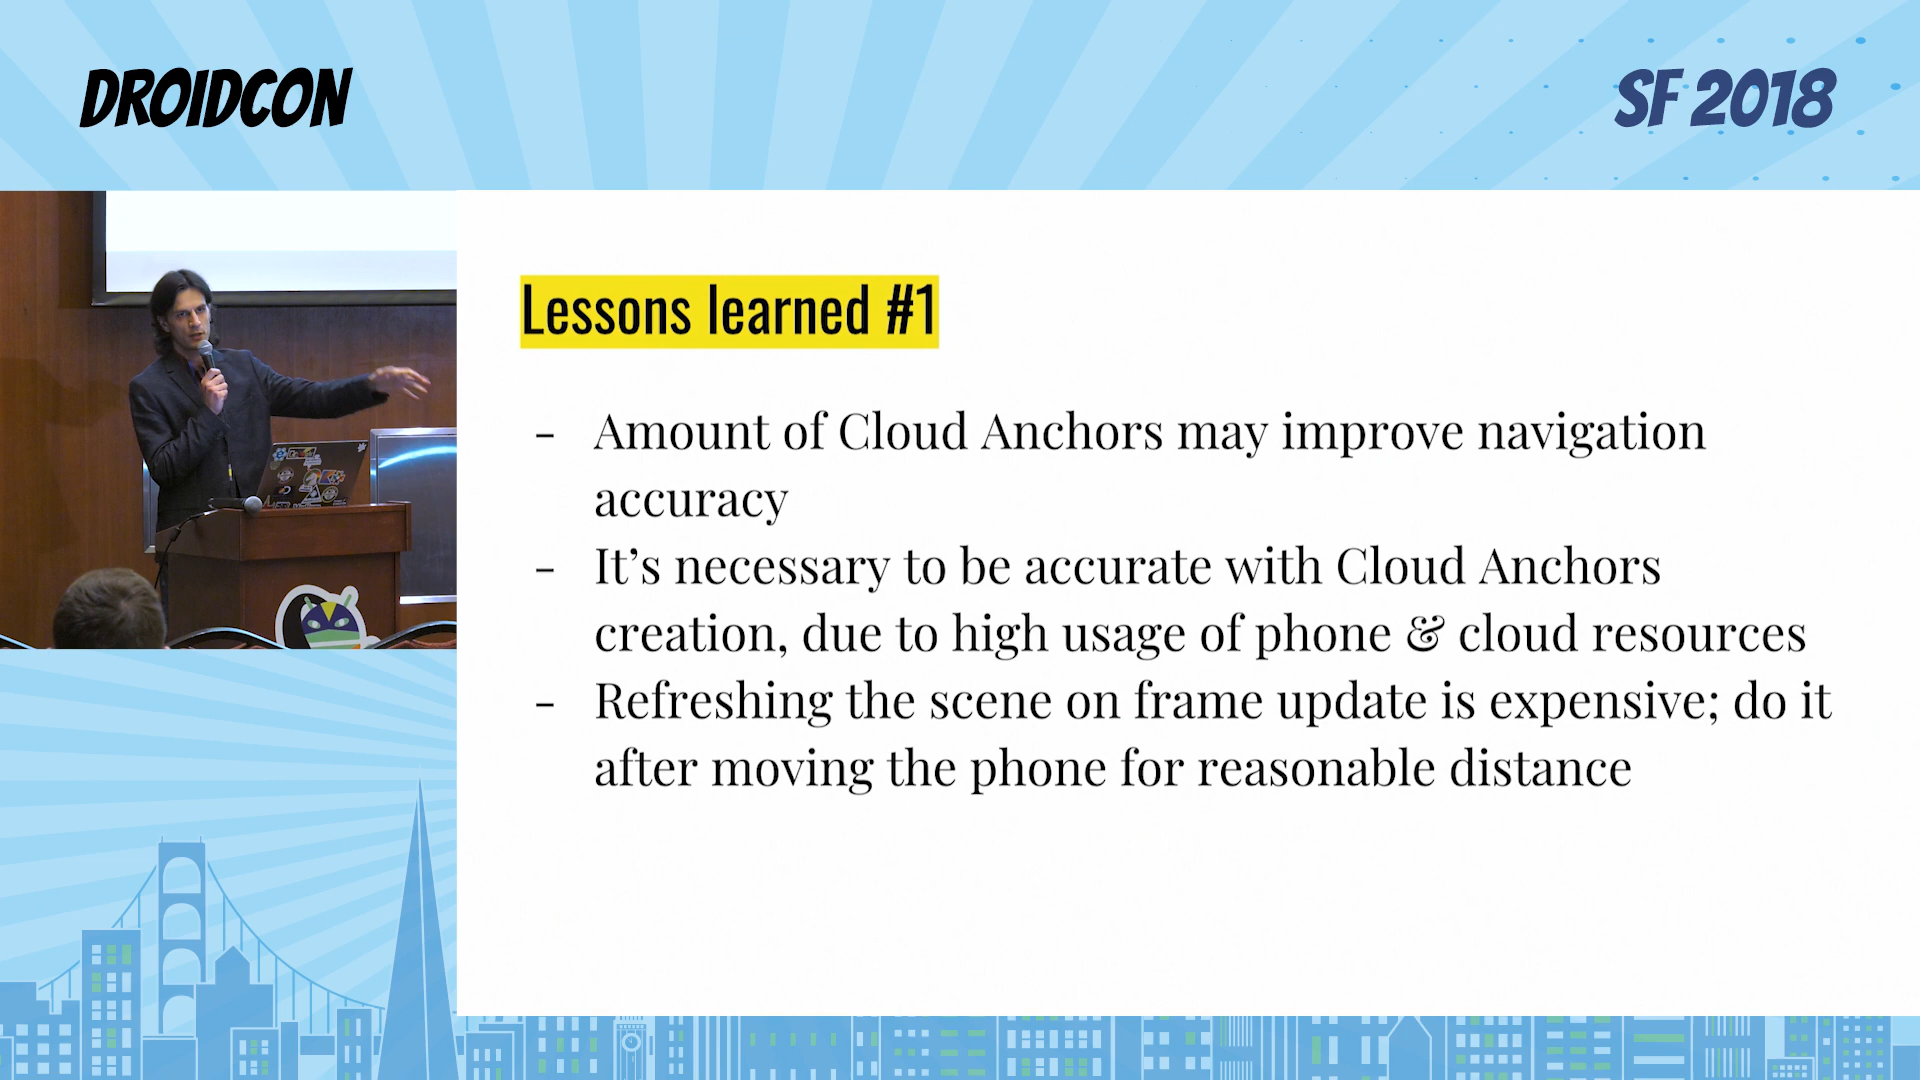 DROIDCON
SF 2018
Lessons learned #1
- Amount of Cloud Anchors may improve navigation
accuracy
- It’s necessary to be accurate with Cloud Anchors
creation, due to high usage of phone & cloud resources
- Refreshing the scene on frame update is expensive; do it
after moving the phone for reasonable distance